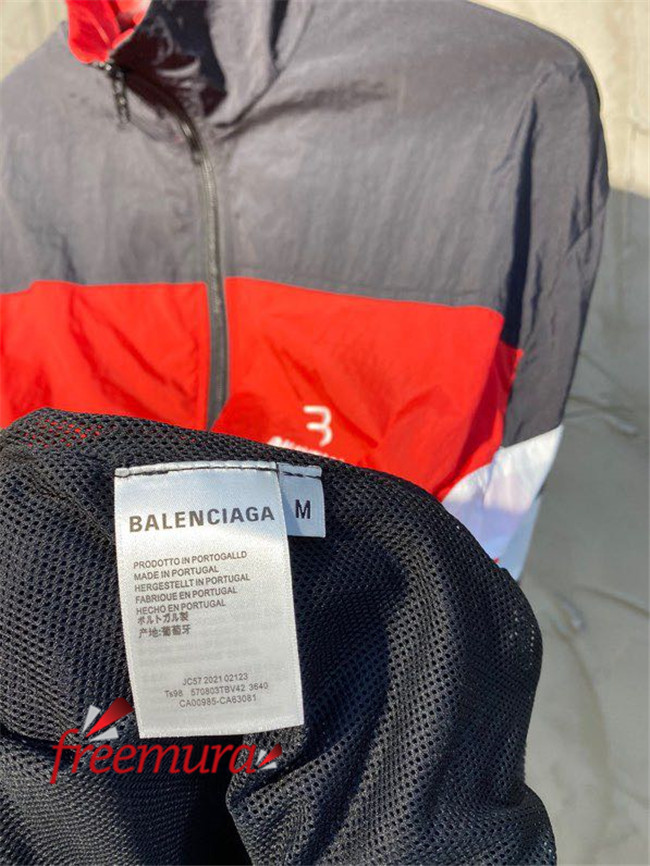 BALENCIAGA
M
PRODOTTO IN PORTOGALLO
MADE IN PORTUGAL
HERGESTELLT IN PORTUGAL
FABRIQUE EN PORTUGAL
HECHO EN PORTUGAL
ポルトガル製
产地:葡萄牙
JC57 2021 02123
Ts98 570803TBV42 3640
CA00985-CA63081
freemura